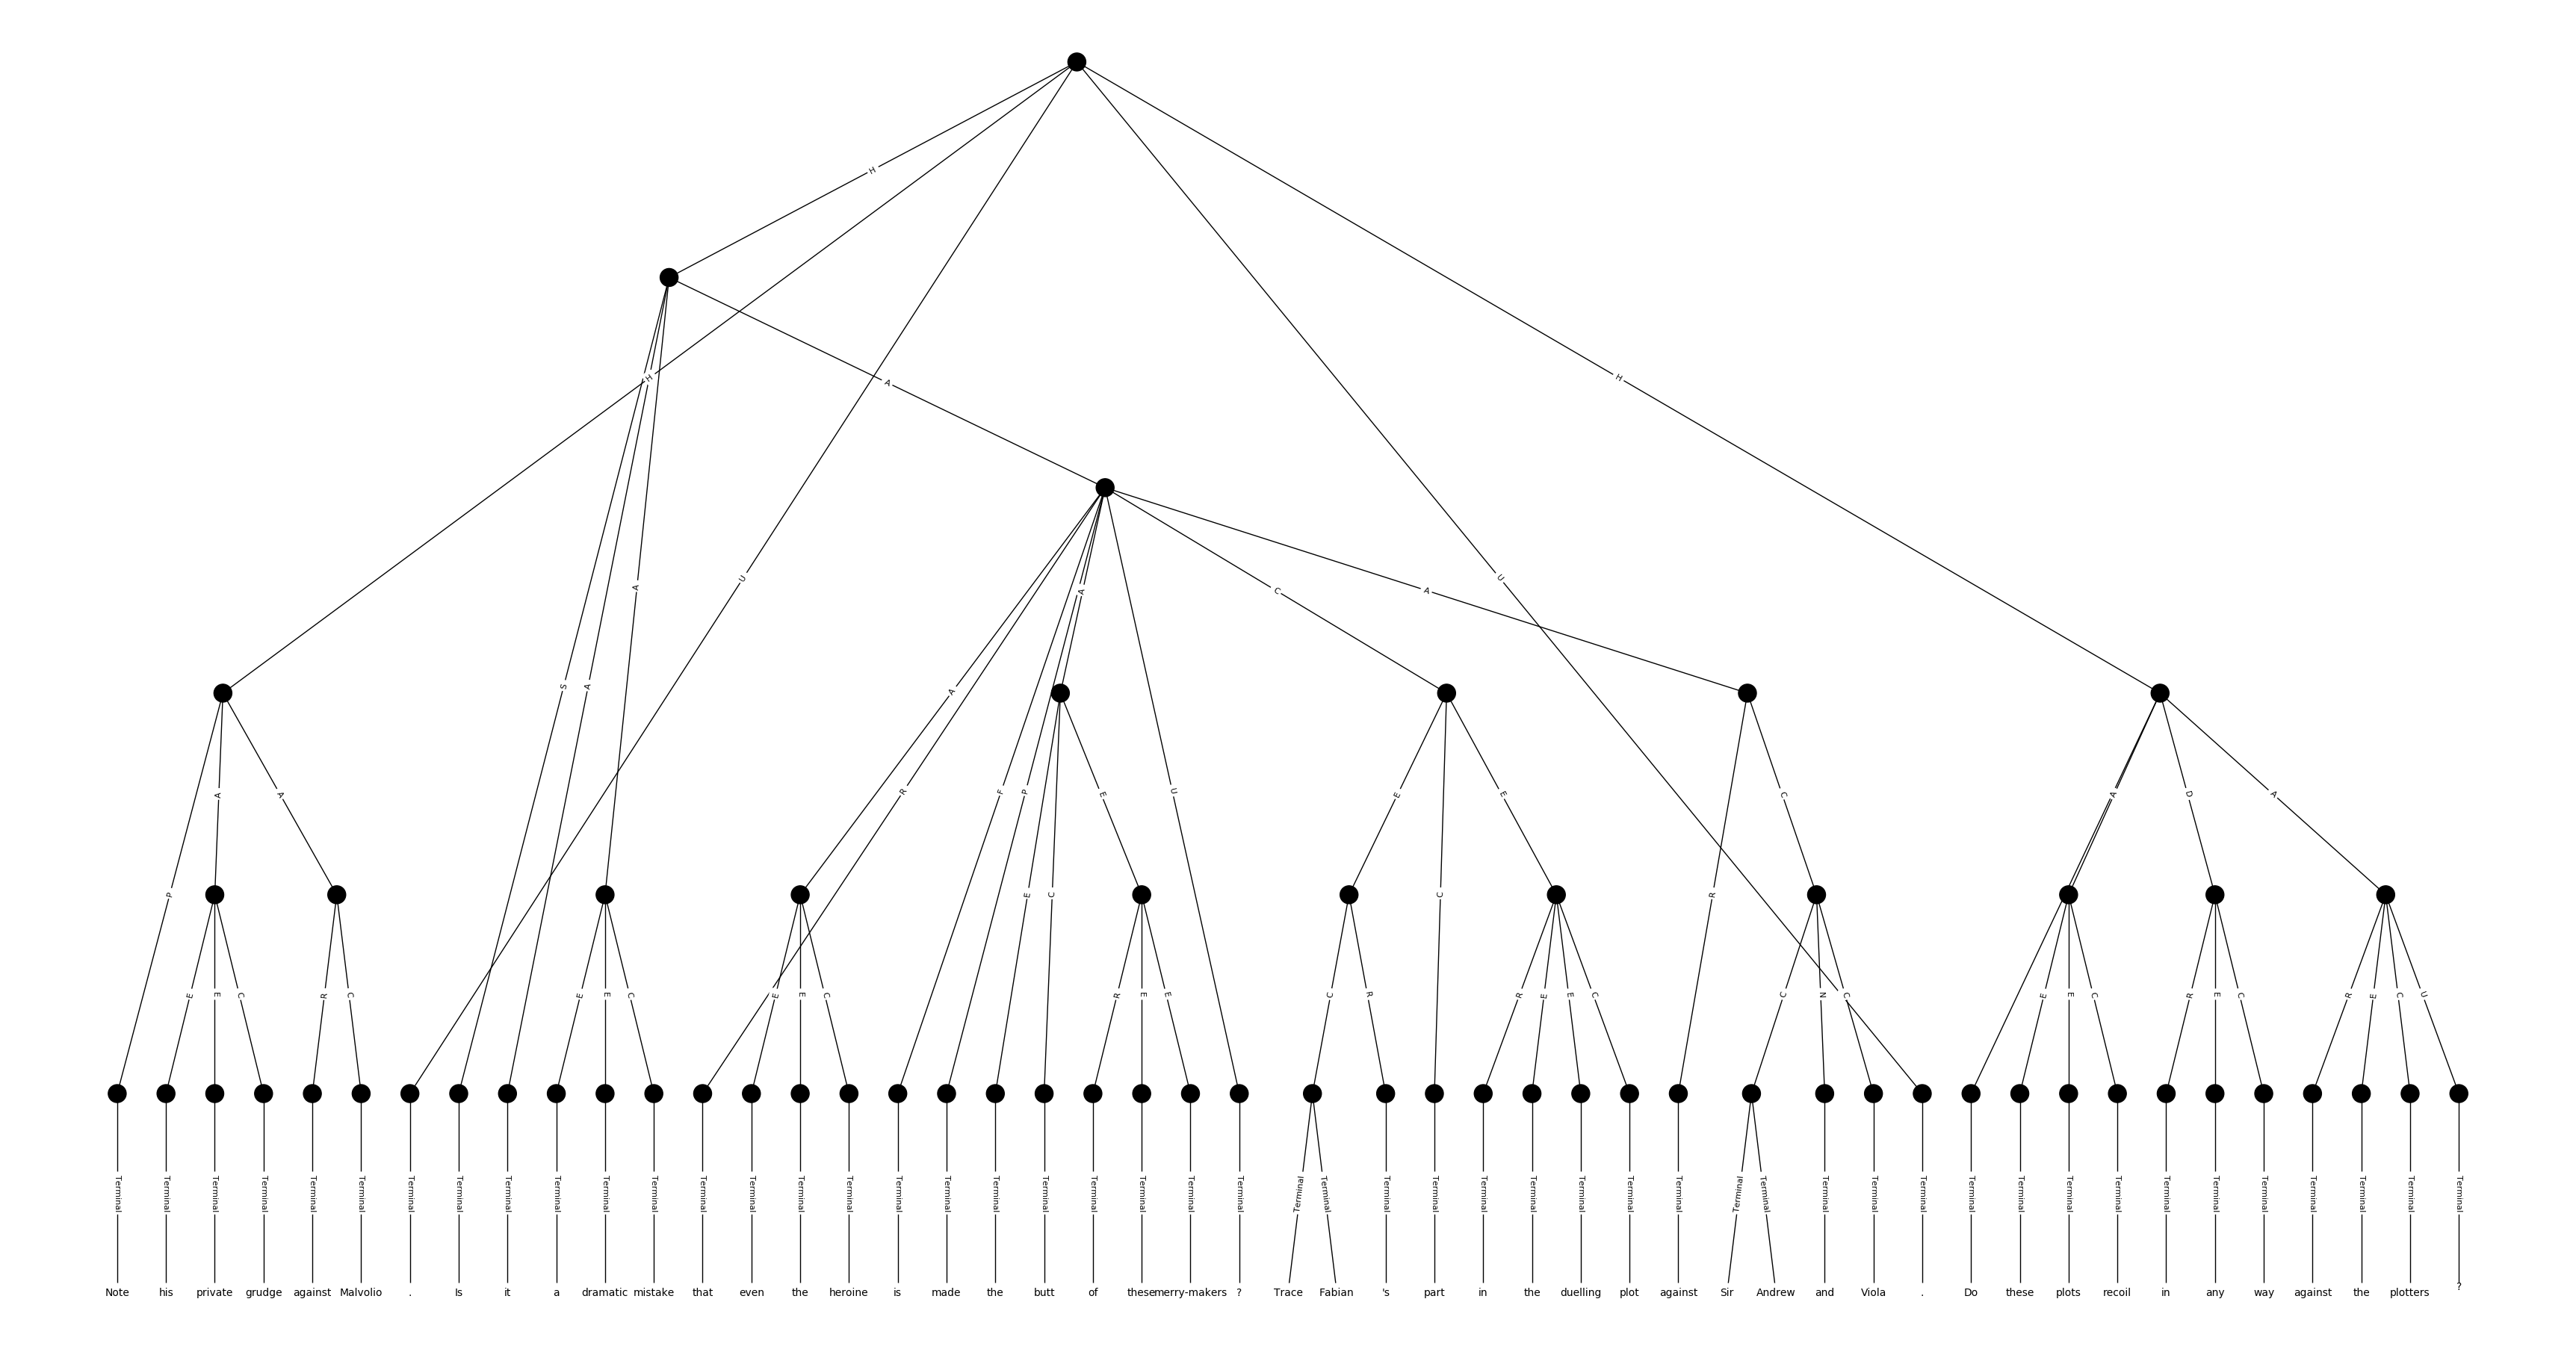 H
H
A
H
U
A
U
A
C
A
U
S
A
A
R
F
P
U
P
A
A
E
C
E
E
C
E
R
C
A
D
A
E
E
C
R
C
E
E
C
E
E
C
R
E
E
C
R
R
E
E
C
C
N
C
E
E
C
R
E
C
R
E
C
U
Terminal Terminal Terminal Terminal Terminal Terminal Terminal Terminal Terminal Terminal Terminal Terminal Terminal Terminal Terminal Terminal Terminal Terminal Terminal Terminal Terminal Terminal Terminal Terminal Terminal Terminal Terminal Terminal Terminal Terminal Terminal Terminal Terminal Terminal Terminal Terminal Terminal Terminal Terminal Terminal Terminal Terminal Terminal Terminal Terminal Terminal Terminal Terminal Terminal
Note his private grudge against Malvolio . Is it a dramatic mistake that even the heroine is made the butt of these merry-makers ? Trace Fabian 's part in the duelling plot against Sir Andrew and Viola . Do these plots recoil in any way against the plotters ?